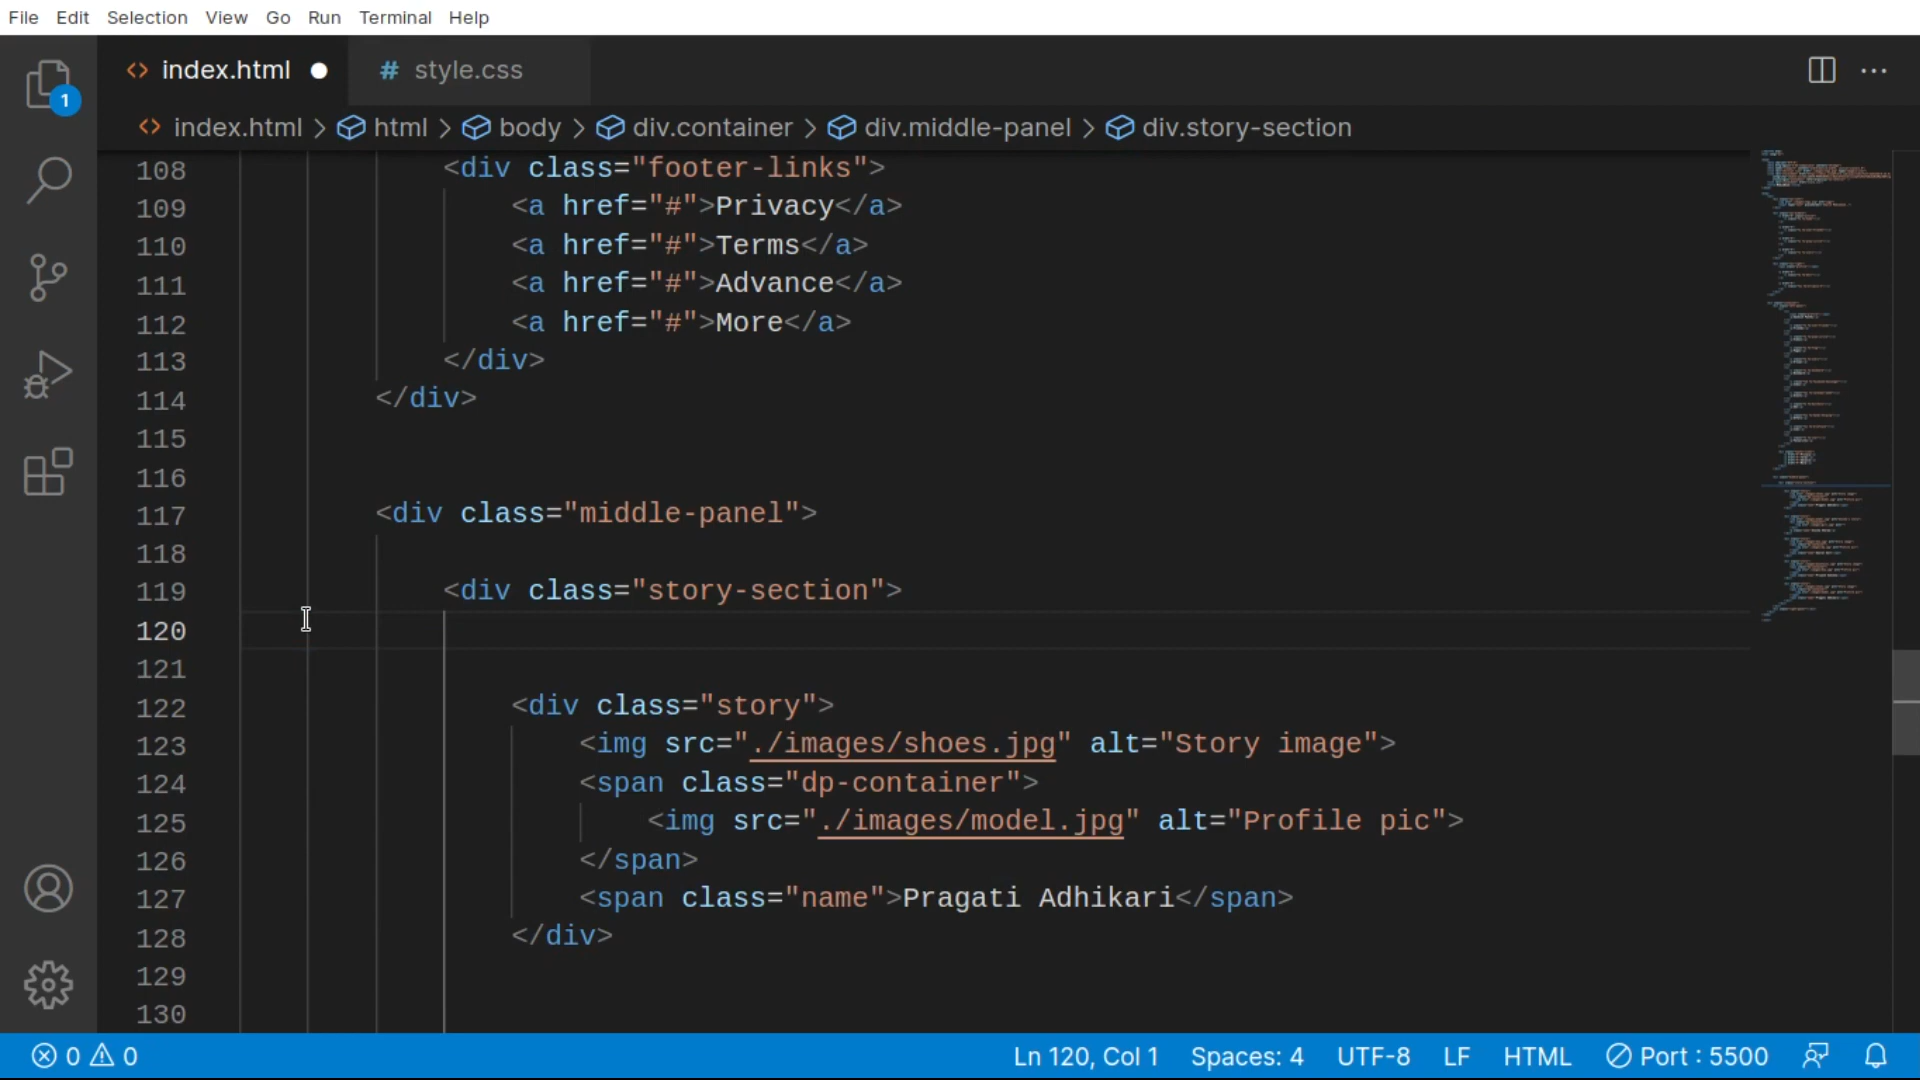 File Edit Selection View Go Run Terminal Help
index.html style.css
1
index.html > html > body > div.container > div.middle-panel > div.story-section
108 <div class="footer-links">
109 <a href="#">Privacy</a>
110 <a href="#">Terms</a>
111 <a href="#">Advance</a>
112 <a href="#">More</a>
113 </div>
114 </div>
115
116
117 <div class="middle-panel">
118
119 <div class="story-section">
120
121
122 <div class="story">
123 <img src="./images/shoes.jpg" alt="Story image">
124 <span class="dp-container">
125 <img src="./images/model.jpg" alt="Profile pic">
126 </span>
127 <span class="name">Pragati Adhikari</span>
128 </div>
129
130
0 0 Ln 120, Col 1 Spaces: 4 UTF-8 LF HTML Port : 5500